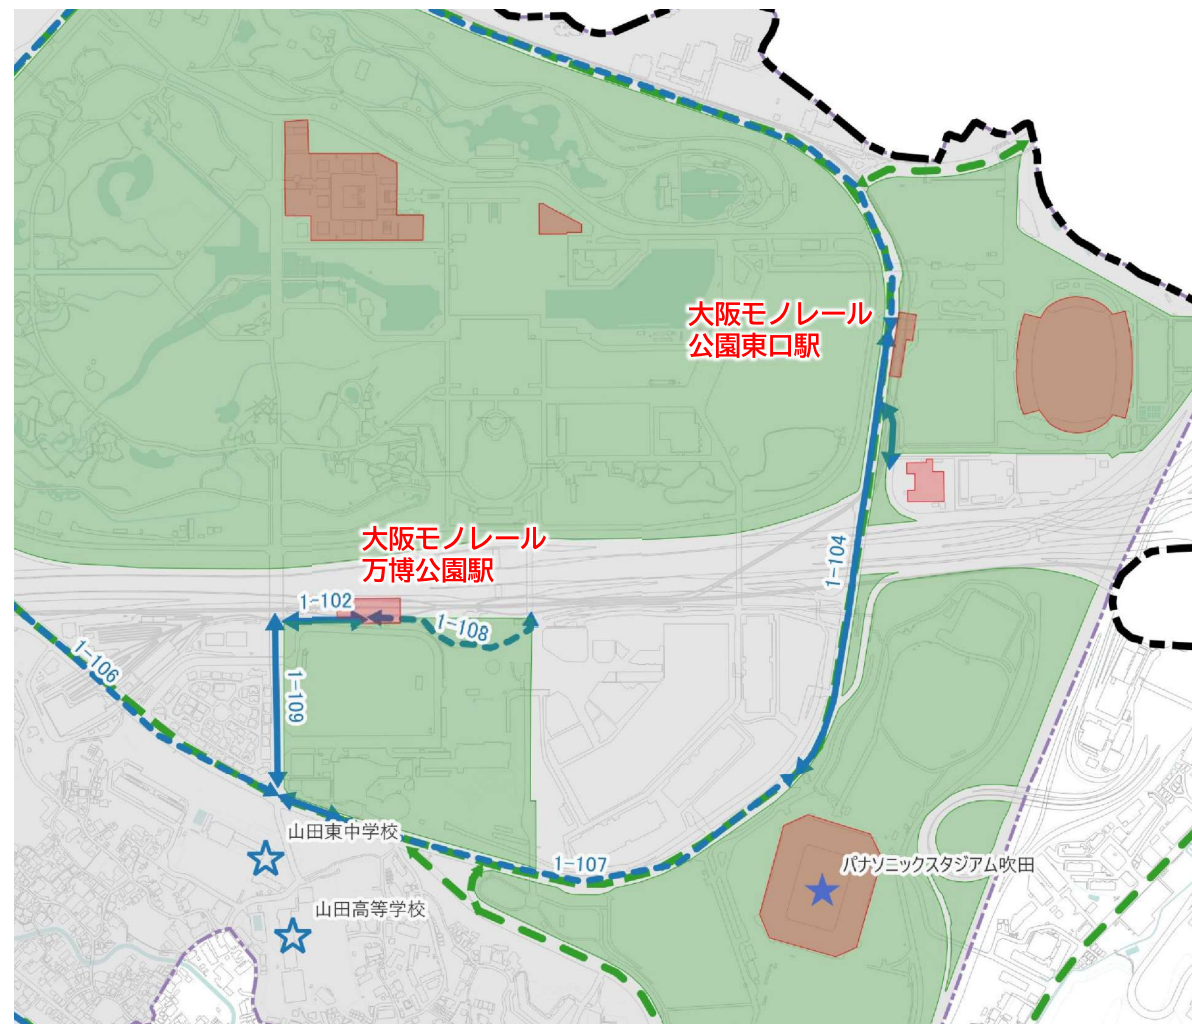 大阪モノレール
公園東口駅
大阪モノレール
万博公園駅
1-104
1-102
1-108
1-106
1-109
山田東中学校
1-107
パナソニックスタジアム吹田
山田高等学校